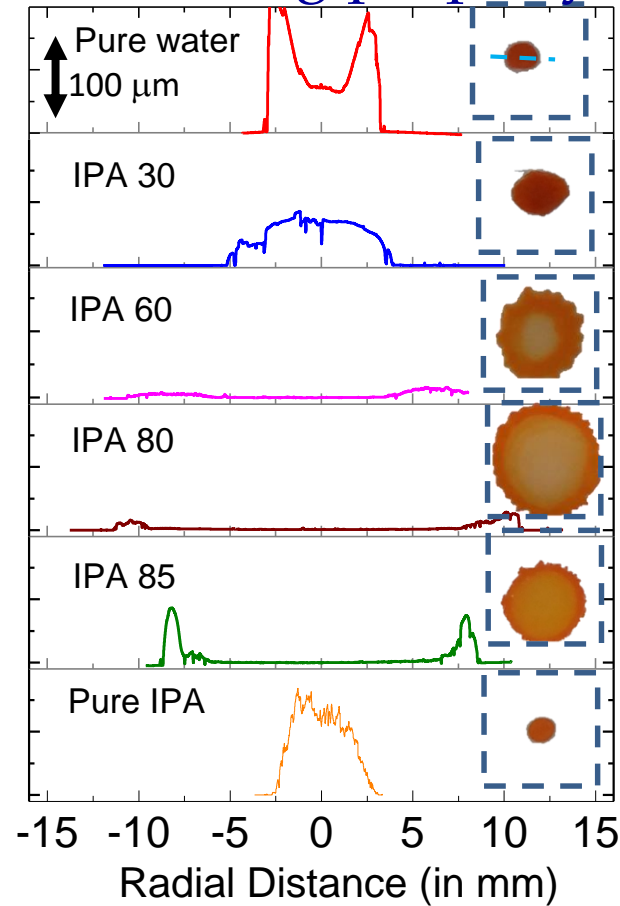 Pure water
100 μm
IPA 30
IPA 60
IPA 80
IPA 85
Pure IPA
-15 -10 -5 0 5 10 15
Radial Distance (in mm)